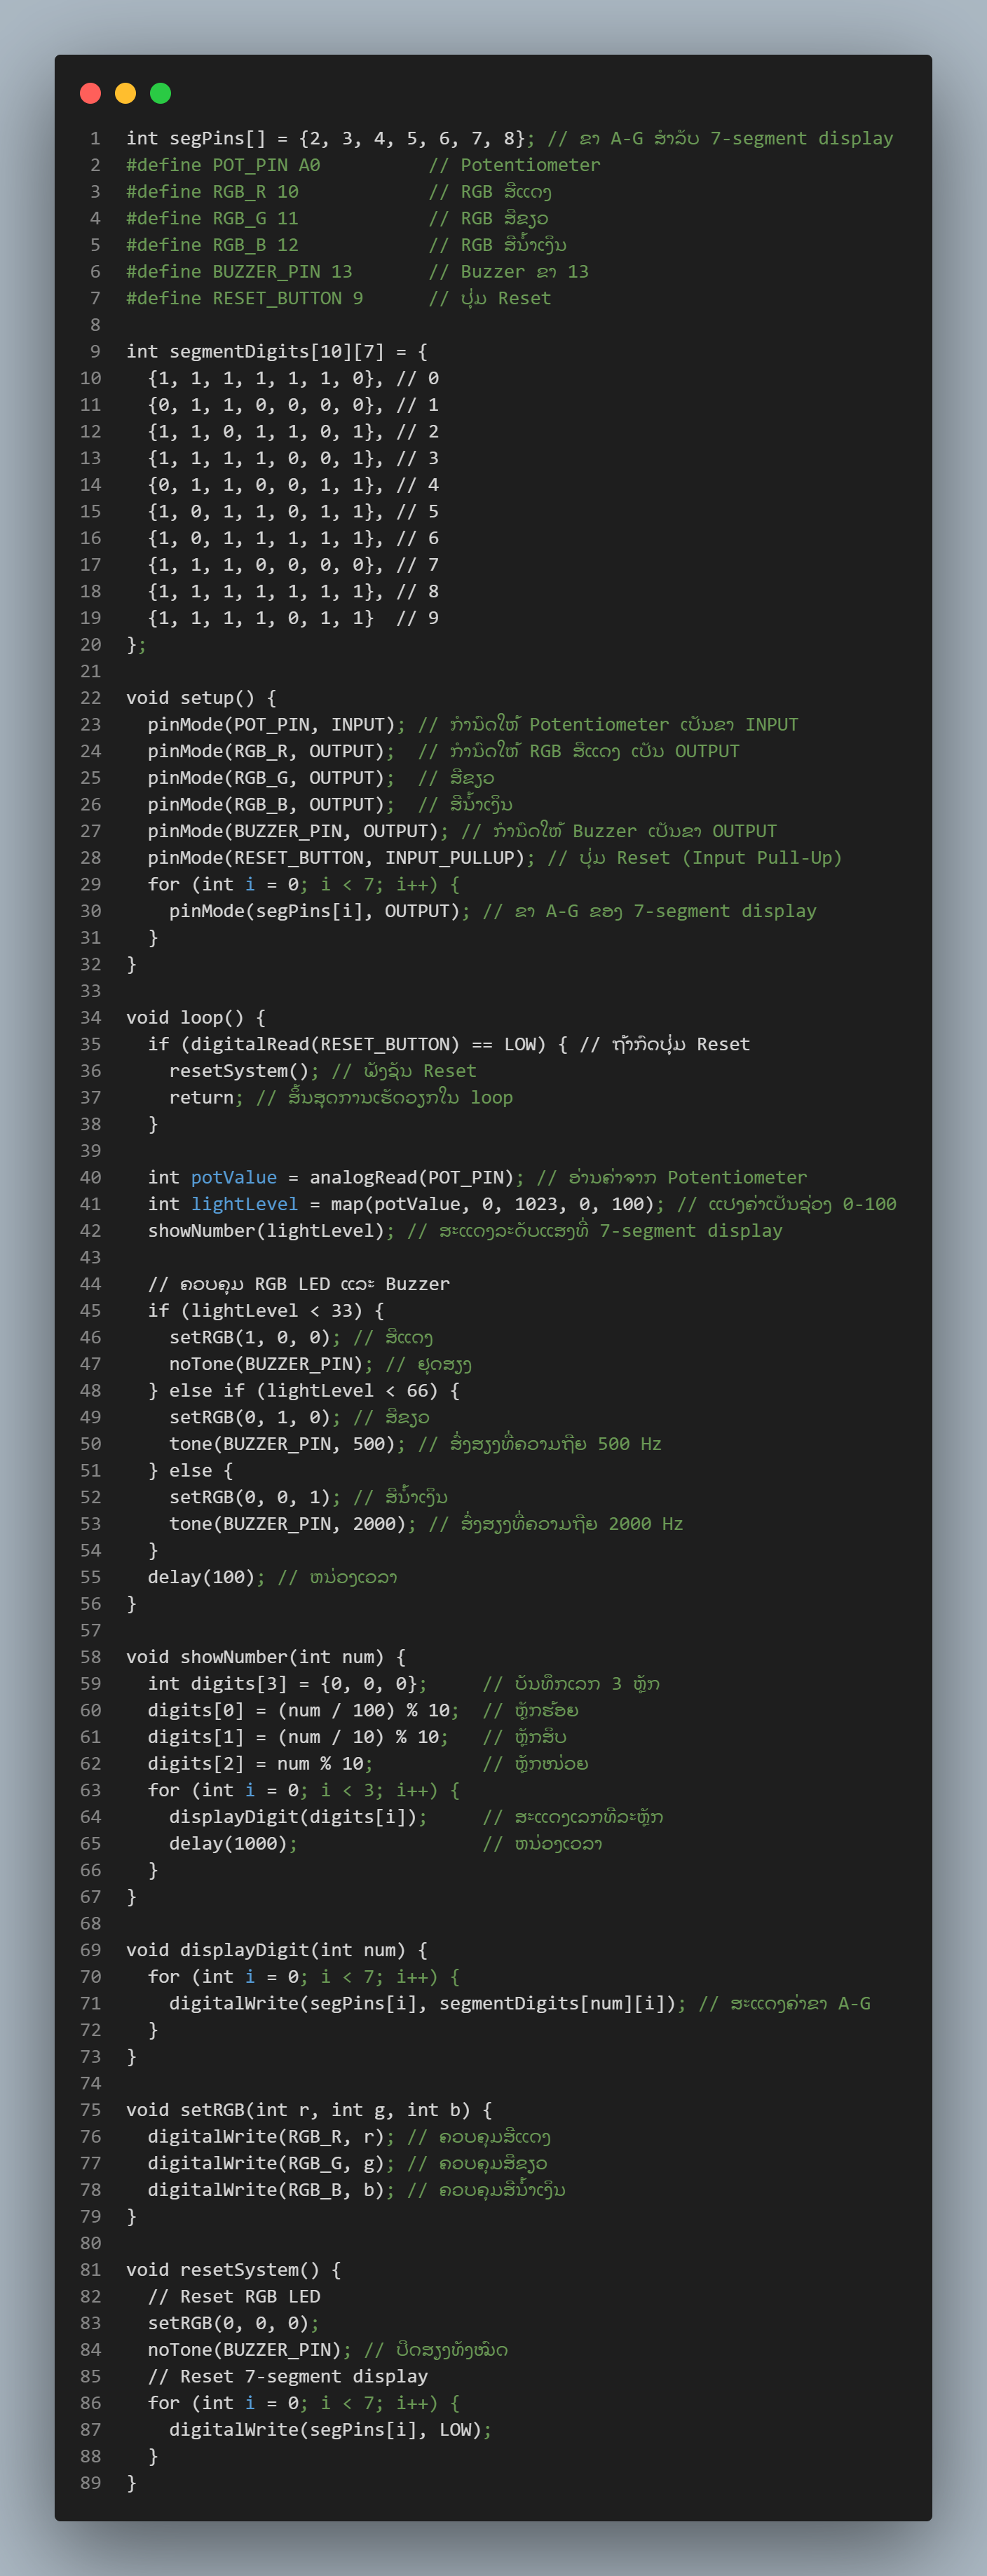 1 int segPins[] = {2, 3, 4, 5, 6, 7, 8}; // ຂາ A-G ສຳລັບ 7-segment display
2 #define POT_PIN A0          // Potentiometer
3 #define RGB_R 10            // RGB ສີແດງ
4 #define RGB_G 11            // RGB ສີຂຽວ
5 #define RGB_B 12            // RGB ສີນ້ຳເງິນ
6 #define BUZZER_PIN 13       // Buzzer ຂາ 13
7 #define RESET_BUTTON 9      // ປຸ່ມ Reset
8
9 int segmentDigits[10][7] = {
10   {1, 1, 1, 1, 1, 1, 0}, // 0
11   {0, 1, 1, 0, 0, 0, 0}, // 1
12   {1, 1, 0, 1, 1, 0, 1}, // 2
13   {1, 1, 1, 1, 0, 0, 1}, // 3
14   {0, 1, 1, 0, 0, 1, 1}, // 4
15   {1, 0, 1, 1, 0, 1, 1}, // 5
16   {1, 0, 1, 1, 1, 1, 1}, // 6
17   {1, 1, 1, 0, 0, 0, 0}, // 7
18   {1, 1, 1, 1, 1, 1, 1}, // 8
19   {1, 1, 1, 1, 0, 1, 1}  // 9
20 };
21
22 void setup() {
23   pinMode(POT_PIN, INPUT); // ກຳນົດໃຫ້ Potentiometer ເປັນຂາ INPUT
24   pinMode(RGB_R, OUTPUT);  // ກຳນົດໃຫ້ RGB ສີແດງ ເປັນ OUTPUT
25   pinMode(RGB_G, OUTPUT);  // ສີຂຽວ
26   pinMode(RGB_B, OUTPUT);  // ສີນ້ຳເງິນ
27   pinMode(BUZZER_PIN, OUTPUT); // ກຳນົດໃຫ້ Buzzer ເປັນຂາ OUTPUT
28   pinMode(RESET_BUTTON, INPUT_PULLUP); // ປຸ່ມ Reset (Input Pull-Up)
29   for (int i = 0; i < 7; i++) {
30     pinMode(segPins[i], OUTPUT); // ຂາ A-G ຂອງ 7-segment display
31   }
32 }
33
34 void loop() {
35   if (digitalRead(RESET_BUTTON) == LOW) { // ຖ້າກົດປຸ່ມ Reset
36     resetSystem(); // ຟັງຊັນ Reset
37     return; // ສິ້ນສຸດການເຮັດວຽກໃນ loop
38   }
39
40   int potValue = analogRead(POT_PIN); // ອ່ານຄ່າຈາກ Potentiometer
41   int lightLevel = map(potValue, 0, 1023, 0, 100); // ແປງຄ່າເປັນຊ່ວງ 0-100
42   showNumber(lightLevel); // ສະແດງລະດັບແສງທີ່ 7-segment display
43
44   // ຄວບຄຸມ RGB LED ແລະ Buzzer
45   if (lightLevel < 33) {
46     setRGB(1, 0, 0); // ສີແດງ
47     noTone(BUZZER_PIN); // ຢຸດສຽງ
48   } else if (lightLevel < 66) {
49     setRGB(0, 1, 0); // ສີຂຽວ
50     tone(BUZZER_PIN, 500); // ສົ່ງສຽງທີ່ຄວາມຖີຍ 500 Hz
51   } else {
52     setRGB(0, 0, 1); // ສີນ້ຳເງິນ
53     tone(BUZZER_PIN, 2000); // ສົ່ງສຽງທີ່ຄວາມຖີຍ 2000 Hz
54   }
55   delay(100); // ຫນ່ວງເວລາ
56 }
57
58 void showNumber(int num) {
59   int digits[3] = {0, 0, 0};     // ບັນທຶກເລກ 3 ຫຼັກ
60   digits[0] = (num / 100) % 10;  // ຫຼັກຮ້ອຍ
61   digits[1] = (num / 10) % 10;   // ຫຼັກສິບ
62   digits[2] = num % 10;          // ຫຼັກໜ່ວຍ
63   for (int i = 0; i < 3; i++) {
64     displayDigit(digits[i]);     // ສະແດງເລກທີລະຫຼັກ
65     delay(1000);                 // ຫນ່ວງເວລາ
66   }
67 }
68
69 void displayDigit(int num) {
70   for (int i = 0; i < 7; i++) {
71     digitalWrite(segPins[i], segmentDigits[num][i]); // ສະແດງຄ່າຂາ A-G
72   }
73 }
74
75 void setRGB(int r, int g, int b) {
76   digitalWrite(RGB_R, r); // ຄວບຄຸມສີແດງ
77   digitalWrite(RGB_G, g); // ຄວບຄຸມສີຂຽວ
78   digitalWrite(RGB_B, b); // ຄວບຄຸມສີນ້ຳເງິນ
79 }
80
81 void resetSystem() {
82   // Reset RGB LED
83   setRGB(0, 0, 0);
84   noTone(BUZZER_PIN); // ປິດສຽງທັງໝົດ
85   // Reset 7-segment display
86   for (int i = 0; i < 7; i++) {
87     digitalWrite(segPins[i], LOW);
88   }
89 }